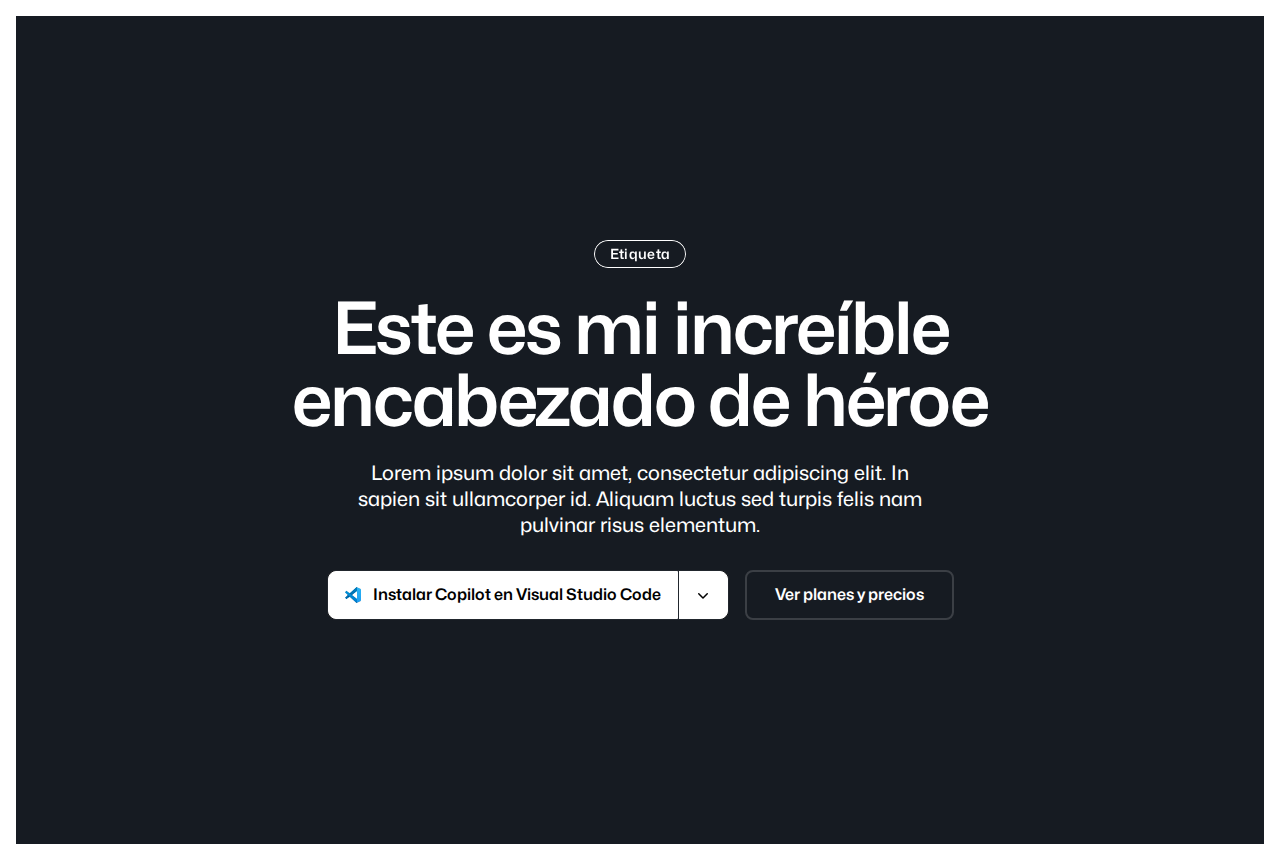 Etiqueta
Este es mi increíble
encabezado de héroe
Lorem ipsum dolor sit amet, consectetur adipiscing elit. In
sapien sit ullamcorper id. Aliquam luctus sed turpis felis nam
pulvinar risus elementum.
Instalar Copilot en Visual Studio Code
Ver planes y precios